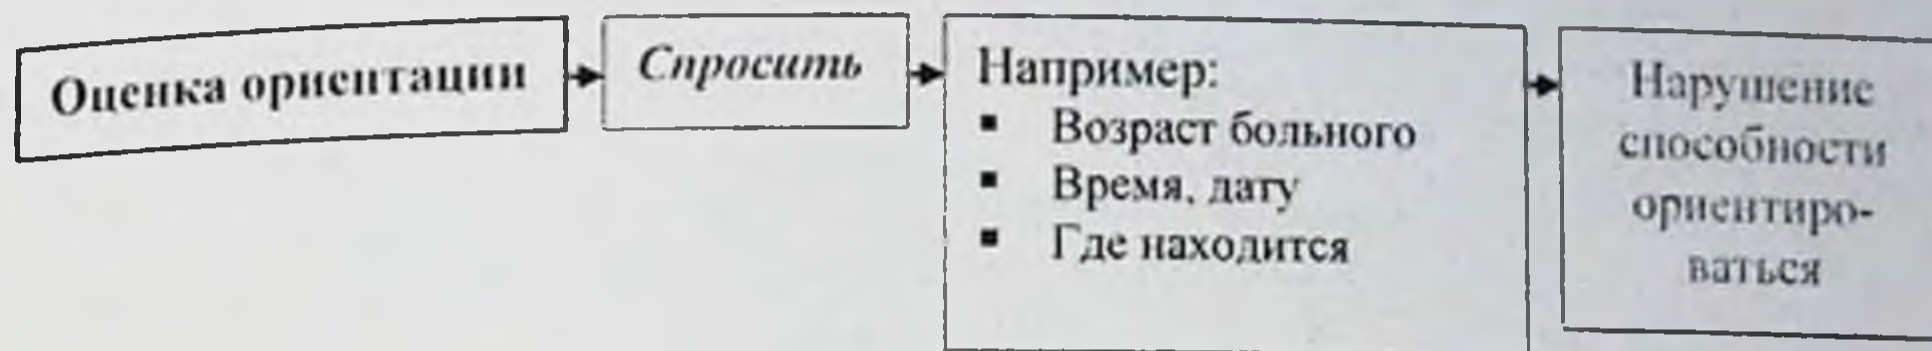 Оценка ориентации
Спросить
Например:
▪ Возраст больного
▪ Время, дату
▪ Где находится
Нарушение
способности
ориентиро-
ваться